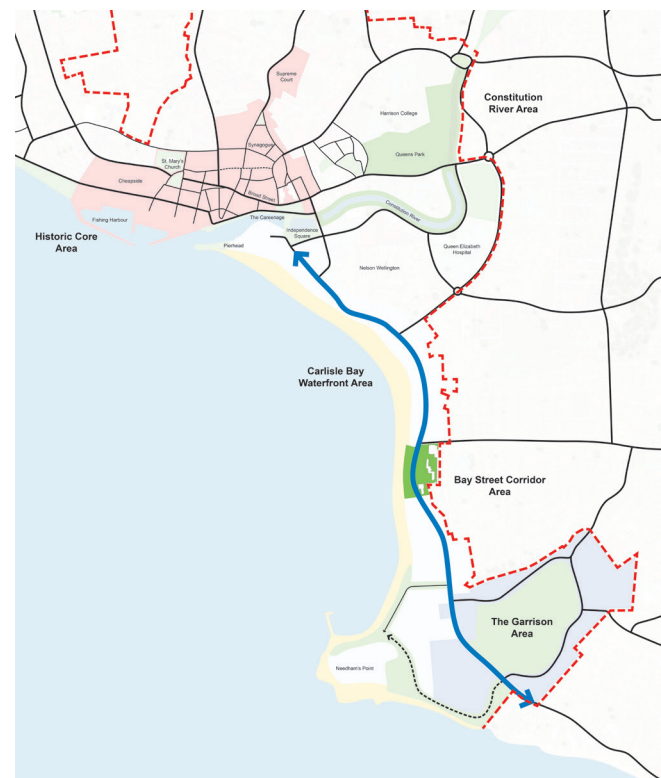 Supreme
Court
Constitution
River Area
Harrison College
Synagogue
St. Mary's
Church
Queens Park
Cheapside
Broad Street
Constitution River
The Careenage
Fishing Harbour
Independence
Square
Historic Core
Area
Pierhead
Queen Elizabeth
Hospital
Nelson Wellington
Carlisle Bay
Waterfront Area
Bay Street Corridor
Area
The Garrison
Area
Needham's Point